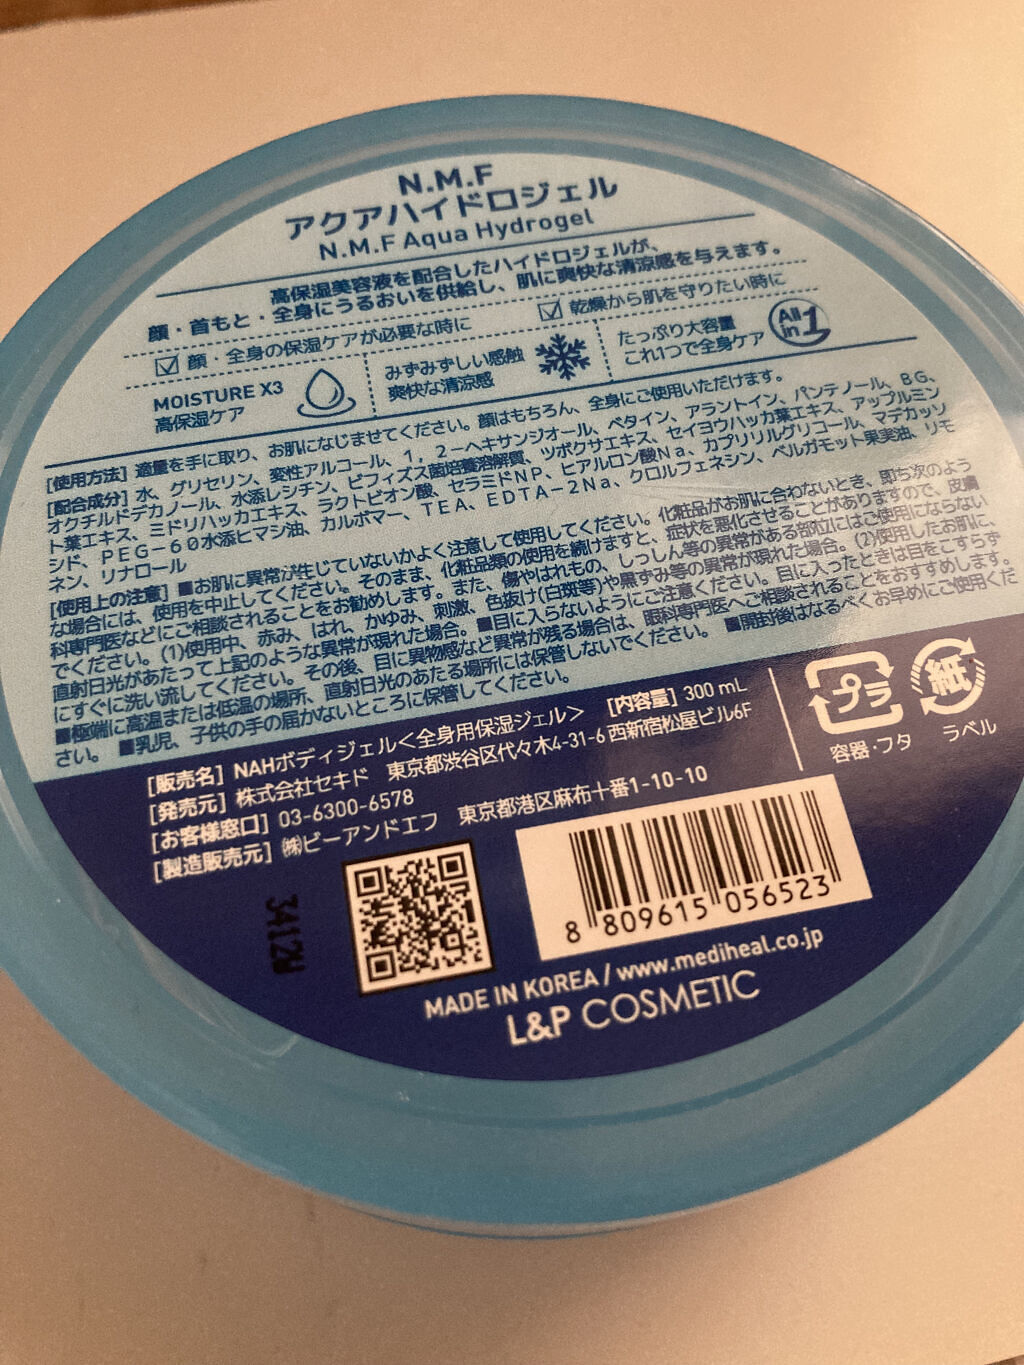 N.M.F
アクアハイドロジェル
N.M.F Aqua Hydrogel
高保湿美容液を配合したハイドロジェルが、
顔・首もと・全身にうるおいを供給し、肌に爽快な清涼感を与えます。
顔・全身の保湿ケアが必要な時に
乾燥から肌を守りたい時に
MOISTURE X3
高保湿ケア
みずみずしい感触
爽快な清涼感
たっぷり大容量
これ1つで全身ケア
All in 1
[使用方法] 適量を手に取り、お肌になじませてください。顔はもちろん、全身にご使用いただけます。
[配合成分] 水、グリセリン、変性アルコール、1，2－ヘキサンジオール、ベタイン、アラントイン、パンテノール、BG、
オクチルドデカノール、水添レシチン、ビフィズス菌培養溶解質、ツボクサエキス、セイヨウハッカ葉エキス、アップルミン
ト葉エキス、ミドリハッカエキス、ラクトビオン酸、セラミドNP、ヒアルロン酸Na、カプリリルグリコール、マデカッソ
シド、PEG－60水添ヒマシ油、カルボマー、TEA、EDTA－2Na、クロルフェネシン、ベルガモット果実油、リモ
ネン、リナロール
[使用上の注意] ■お肌に異常が生じていないかよく注意して使用してください。化粧品がお肌に合わないとき、即ち次のよう
な場合には、使用を中止してください。そのまま、化粧品類の使用を続けますと、症状を悪化させることがありますので、皮膚
科専門医などにご相談されることをお勧めします。また、傷やはれもの、しっしん等の異常がある部位にはご使用にならない
でください。(1)使用中、赤み、はれ、かゆみ、刺激、色抜け(白斑等)や黒ずみ等の異常が現れた場合。(2)使用したお肌に、
直射日光があたって上記のような異常が現れた場合。■目に入らないようにご注意ください。目に入ったときは目をこすらず
にすぐに洗い流してください。その後、目に異物感など異常が残る場合は、眼科専門医へご相談されることをおすすめします。
■極端に高温または低温の場所、直射日光のあたる場所には保管しないでください。■開封後はなるべくお早めにご使用くだ
さい。■乳児、子供の手の届かないところに保管してください。
[販売名] NAHボディジェル＜全身用保湿ジェル＞ [内容量] 300 mL
[発売元] 株式会社セキド 東京都渋谷区代々木4-31-6 西新宿松屋ビル6F
[お客様窓口] 03-6300-6578
[製造販売元] ㈱ビーアンドエフ 東京都港区麻布十番1-10-10
プラ
容器・フタ
紙
ラベル
3412W
8 809615 056523
MADE IN KOREA / www.mediheal.co.jp
L&P COSMETIC